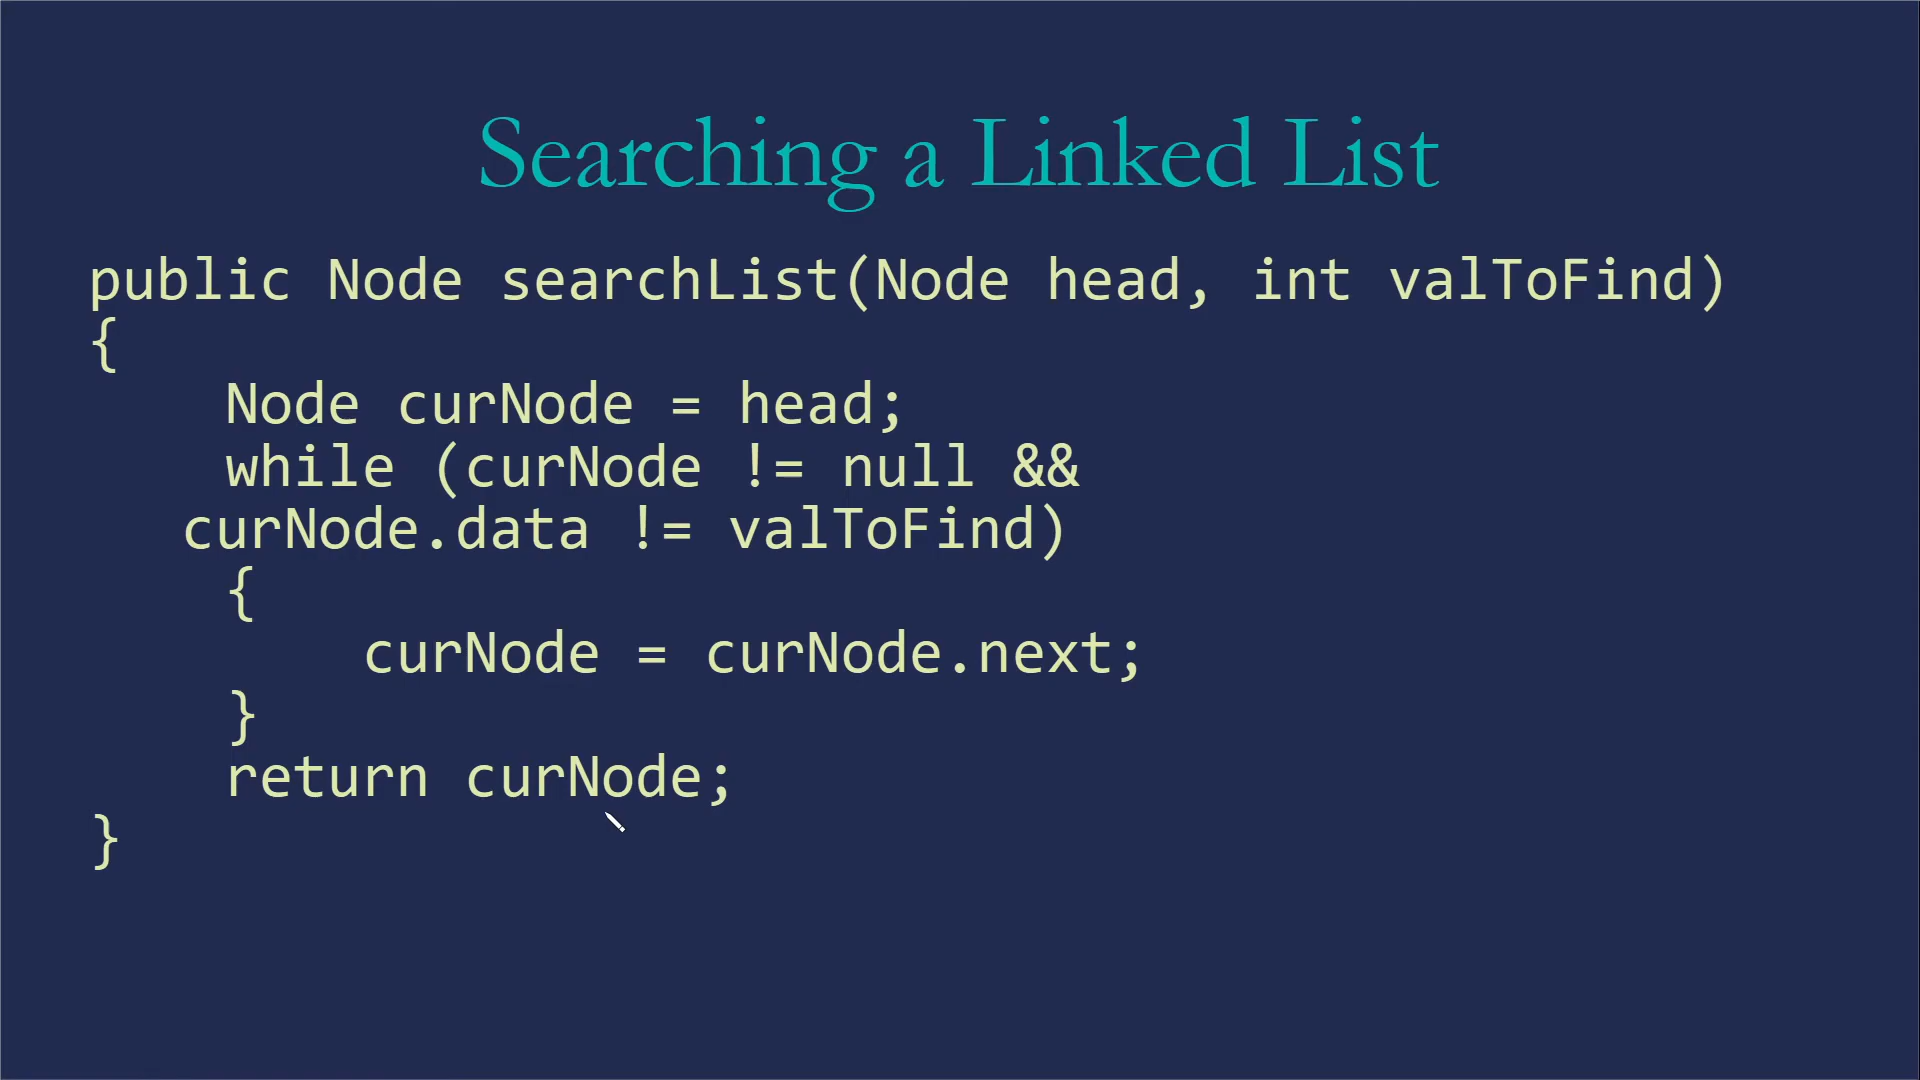 Searching a Linked List
public Node searchList(Node head, int valToFind)
{
Node curNode = head;
while (curNode != null &&
curNode.data != valToFind)
{
curNode = curNode.next;
}
return curNode;
}